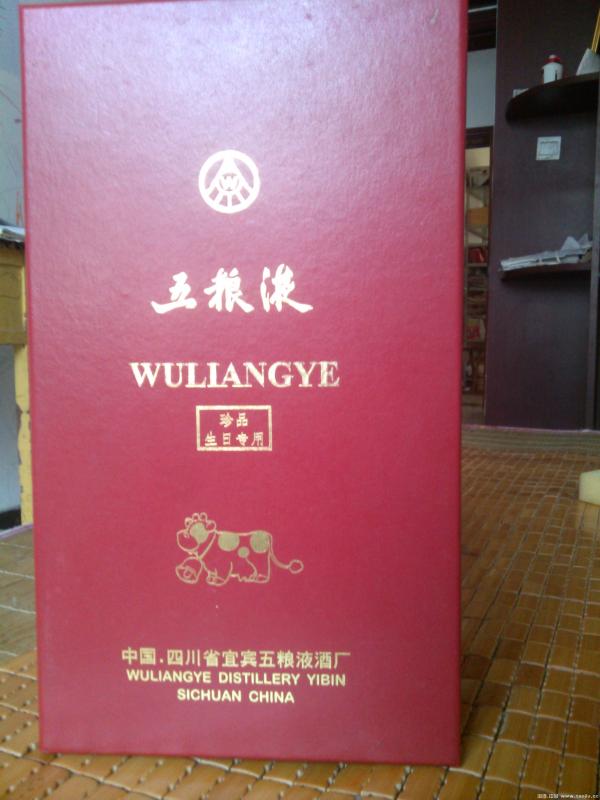 五粮液
WULIANGYE
珍品
生日专用
中国.四川省宜宾五粮液酒厂
WULIANGYE DISTILLERY YIBIN
SICHUAN CHINA